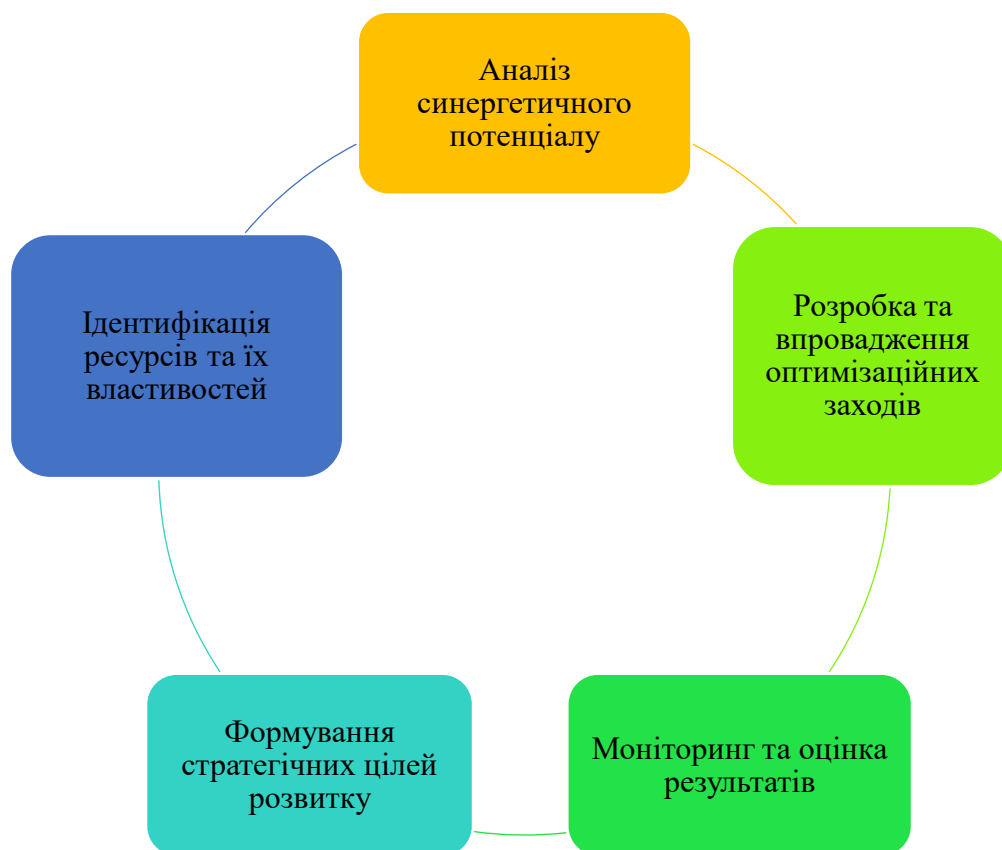 Аналіз
синергетичного
потенціалу
Ідентифікація
ресурсів та їх
властивостей
Розробка та
впровадження
оптимізаційних
заходів
Формування
стратегічних цілей
розвитку
Моніторинг та оцінка
результатів